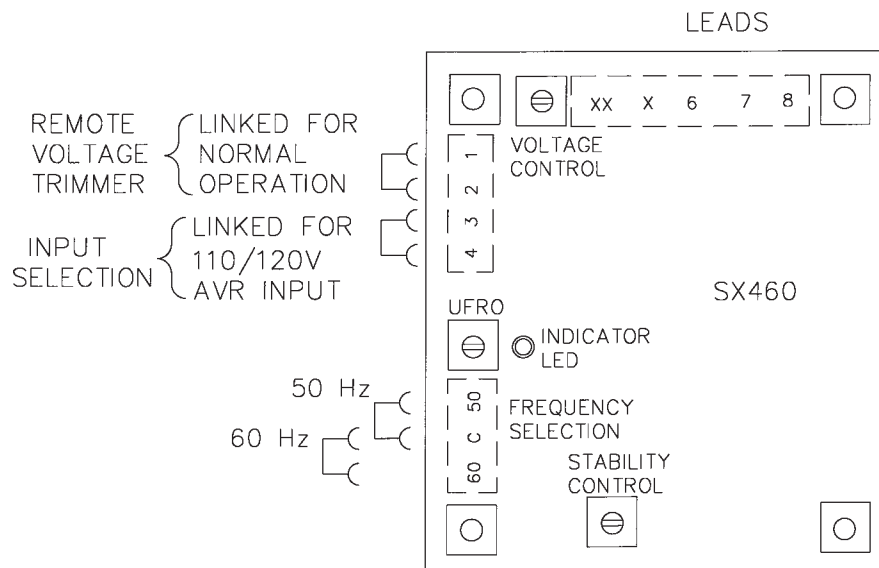 LEADS
XX X 6 7 8
VOLTAGE
CONTROL
REMOTE
VOLTAGE
TRIMMER
LINKED FOR
NORMAL
OPERATION
1
2
3
4
INPUT
SELECTION
LINKED FOR
110/120V
AVR INPUT
SX460
UFRO
INDICATOR
LED
50 Hz
60 Hz
50
C
60
FREQUENCY
SELECTION
STABILITY
CONTROL